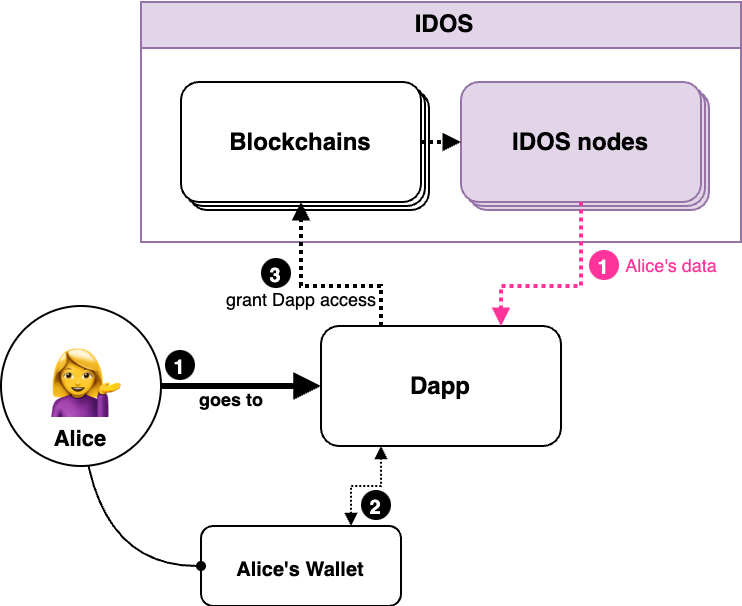 IDOS
Blockchains
IDOS nodes
1 Alice's data
3
grant Dapp access
1
goes to
Dapp
Alice
2
Alice's Wallet